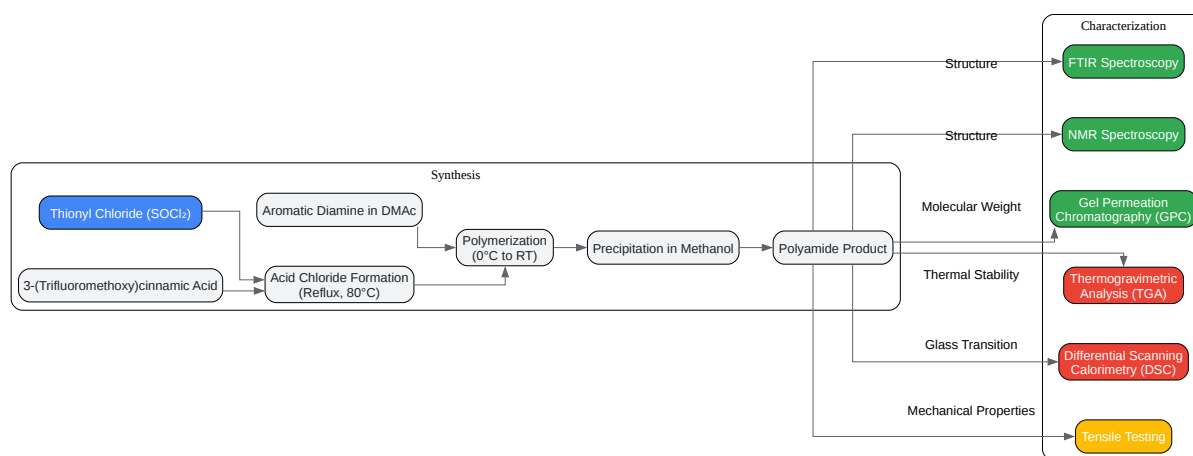 Characterization
FTIR Spectroscopy
Structure
NMR Spectroscopy
Structure
Synthesis
Thionyl Chloride (SOCl₂)
Aromatic Diamine in DMAc
Molecular Weight
Gel Permeation
Chromatography (GPC)
Polymerization
(0°C to RT)
Precipitation in Methanol
Polyamide Product
3-(Trifluoromethoxy)cinnamic Acid
Acid Chloride Formation
(Reflux, 80°C)
Thermal Stability
Thermogravimetric
Analysis (TGA)
Glass Transition
Differential Scanning
Calorimetry (DSC)
Mechanical Properties
Tensile Testing